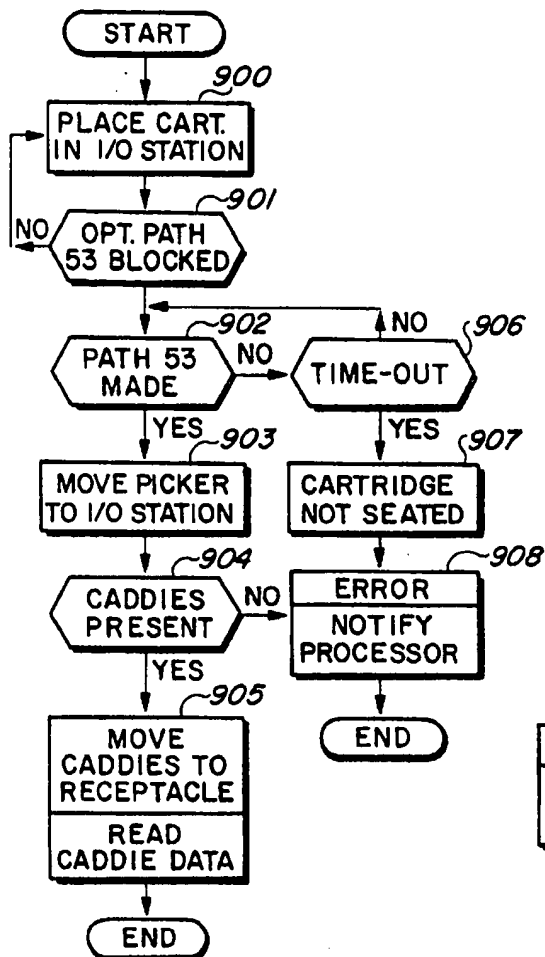 START
900
PLACE CART.
IN I/O STATION
901
NO
OPT. PATH
53 BLOCKED
902
NO
906
PATH 53
MADE
NO
TIME-OUT
YES
YES
903
907
MOVE PICKER
TO I/O STATION
CARTRIDGE
NOT SEATED
904
908
CADDIES
PRESENT
NO
ERROR
NOTIFY
PROCESSOR
YES
905
END
MOVE
CADDIES TO
RECEPTACLE
READ
CADDIE DATA
END